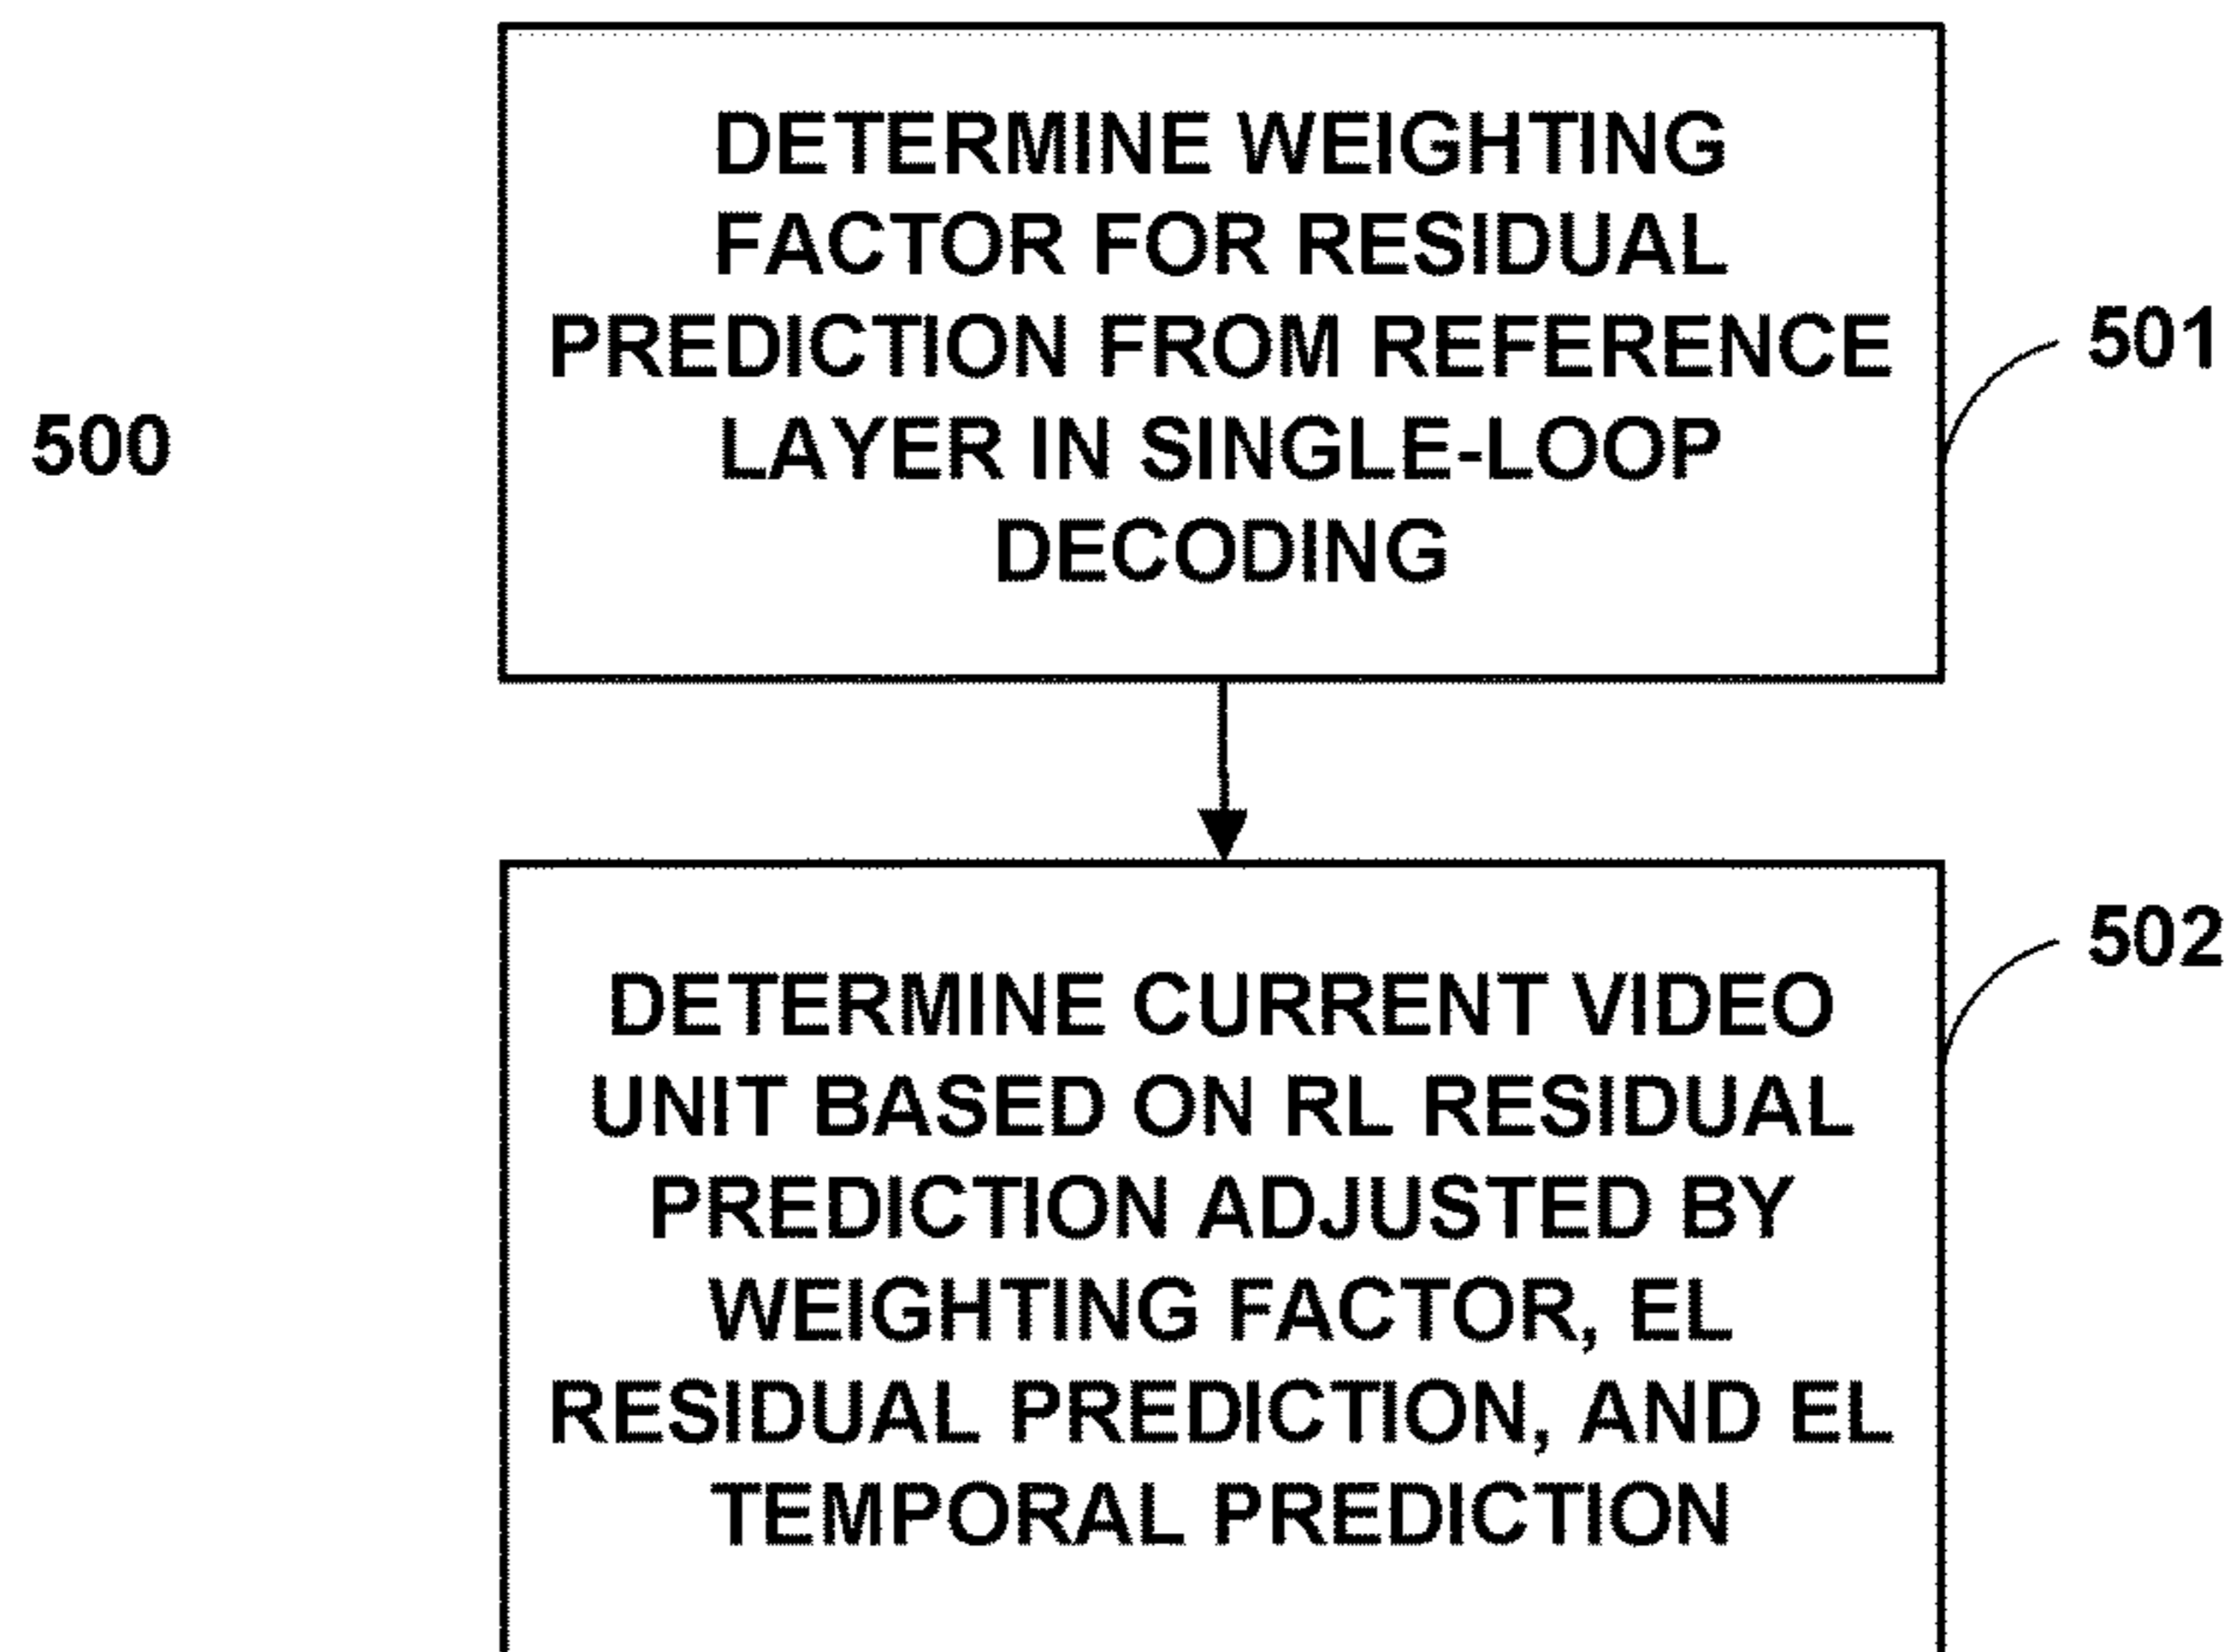 DETERMINE WEIGHTING
FACTOR FOR RESIDUAL
PREDICTION FROM REFERENCE
LAYER IN SINGLE-LOOP
DECODING
501
500
502
DETERMINE CURRENT VIDEO
UNIT BASED ON RL RESIDUAL
PREDICTION ADJUSTED BY
WEIGHTING FACTOR, EL
RESIDUAL PREDICTION, AND EL
TEMPORAL PREDICTION